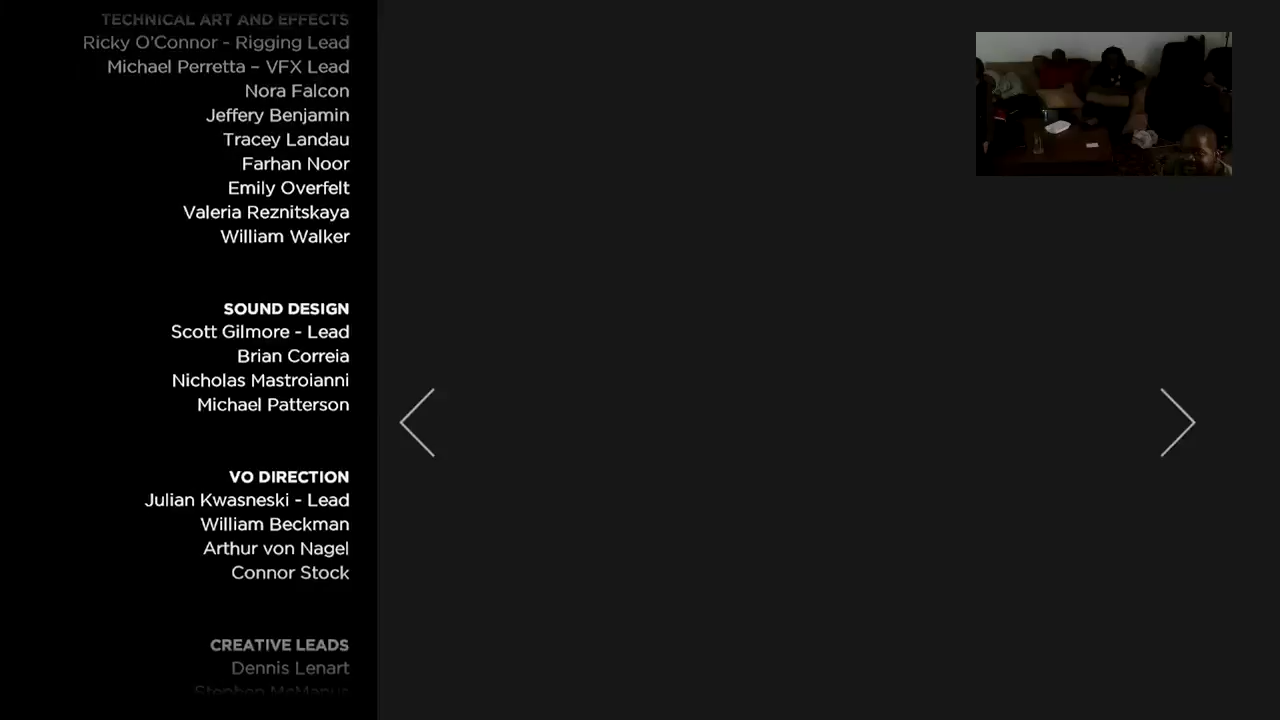 TECHNICAL ART AND EFFECTS
Ricky O'Connor - Rigging Lead
Michael Perretta – VFX Lead
Nora Falcon
Jeffery Benjamin
Tracey Landau
Farhan Noor
Emily Overfelt
Valeria Reznitskaya
William Walker
SOUND DESIGN
Scott Gilmore - Lead
Brian Correia
Nicholas Mastroianni
Michael Patterson
VO DIRECTION
Julian Kwasneski - Lead
William Beckman
Arthur von Nagel
Connor Stock
CREATIVE LEADS
Dennis Lenart
Stephen McManus